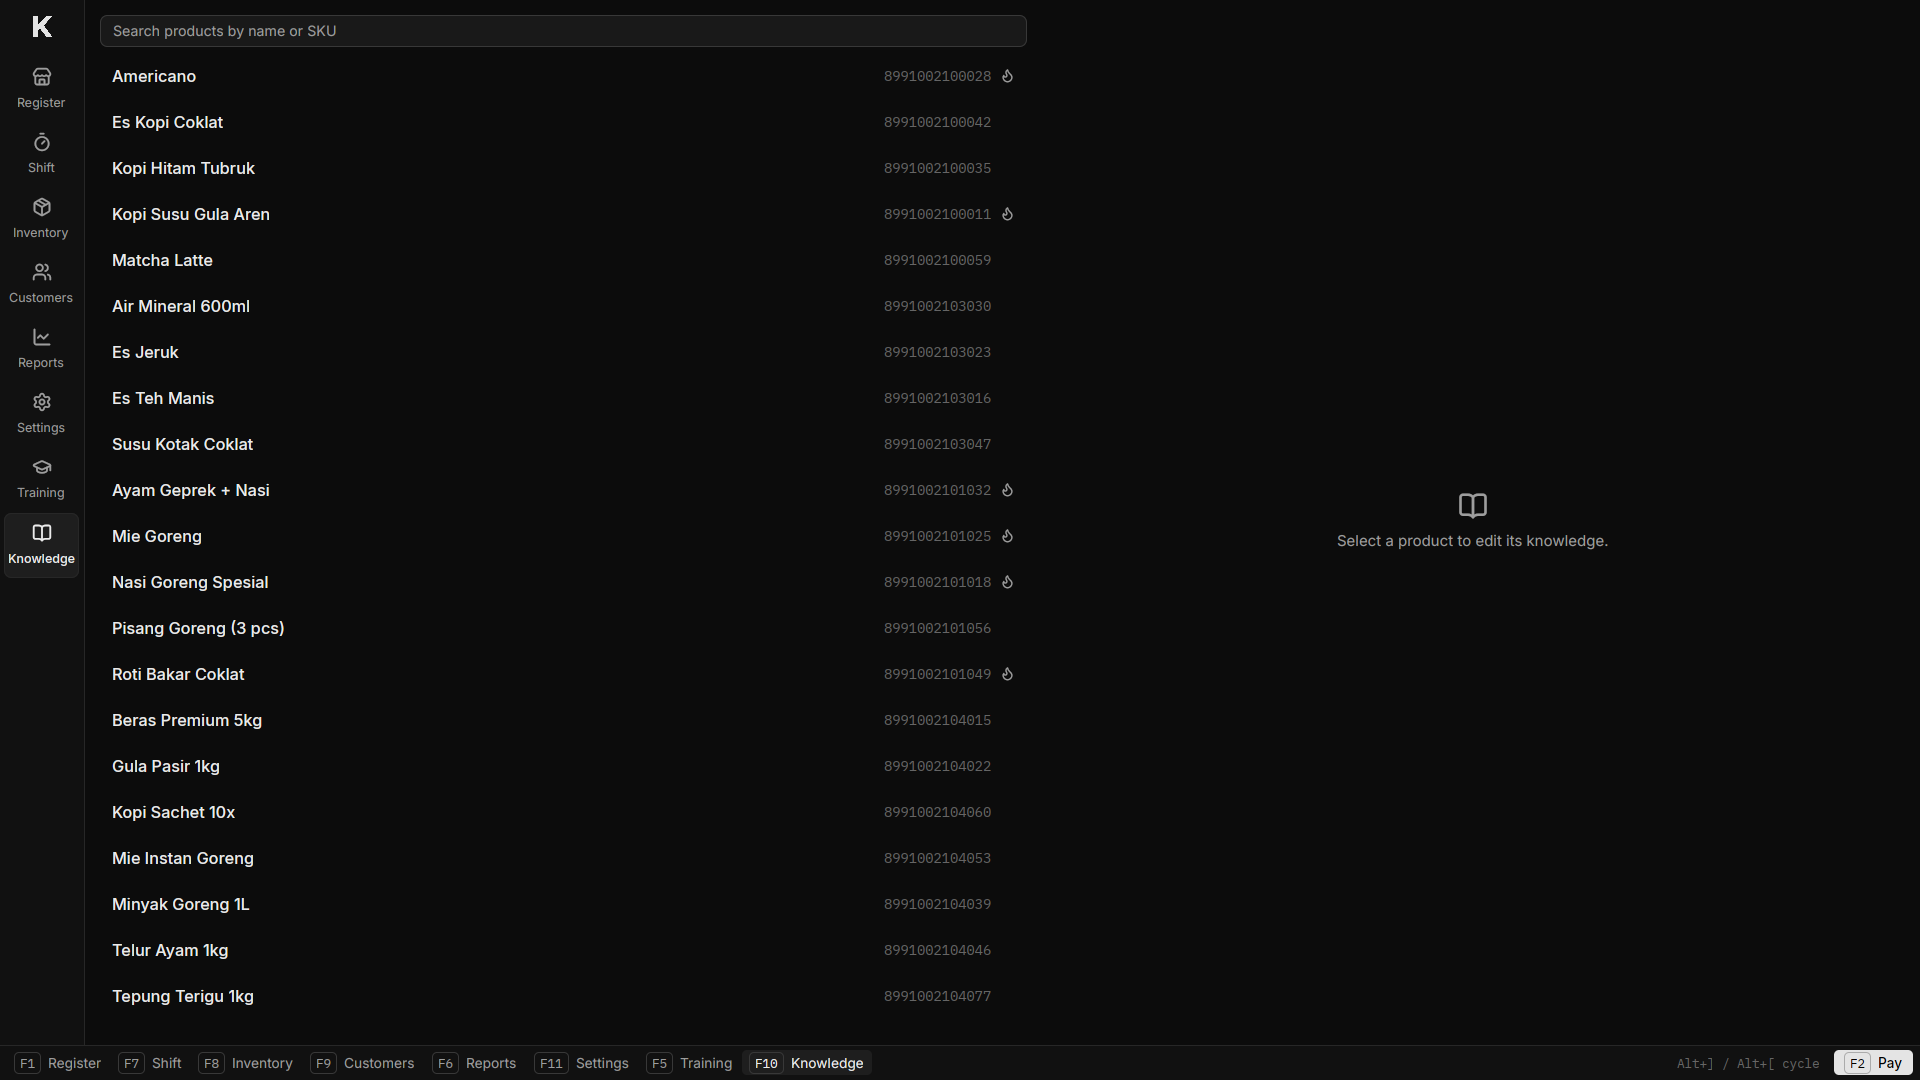 K
Search products by name or SKU
Register
Shift
Inventory
Customers
Reports
Settings
Training
Knowledge
Americano 8991002100028
Es Kopi Coklat 8991002100042
Kopi Hitam Tubruk 8991002100035
Kopi Susu Gula Aren 8991002100011
Matcha Latte 8991002100059
Air Mineral 600ml 8991002103030
Es Jeruk 8991002103023
Es Teh Manis 8991002103016
Susu Kotak Coklat 8991002103047
Ayam Geprek + Nasi 8991002101032
Mie Goreng 8991002101025
Nasi Goreng Spesial 8991002101018
Pisang Goreng (3 pcs) 8991002101056
Roti Bakar Coklat 8991002101049
Beras Premium 5kg 8991002104015
Gula Pasir 1kg 8991002104022
Kopi Sachet 10x 8991002104060
Mie Instan Goreng 8991002104053
Minyak Goreng 1L 8991002104039
Telur Ayam 1kg 8991002104046
Tepung Terigu 1kg 8991002104077
Select a product to edit its knowledge.
F1 Register F7 Shift F8 Inventory F9 Customers F6 Reports F11 Settings F5 Training F10 Knowledge Alt+] / Alt+[ cycle F2 Pay